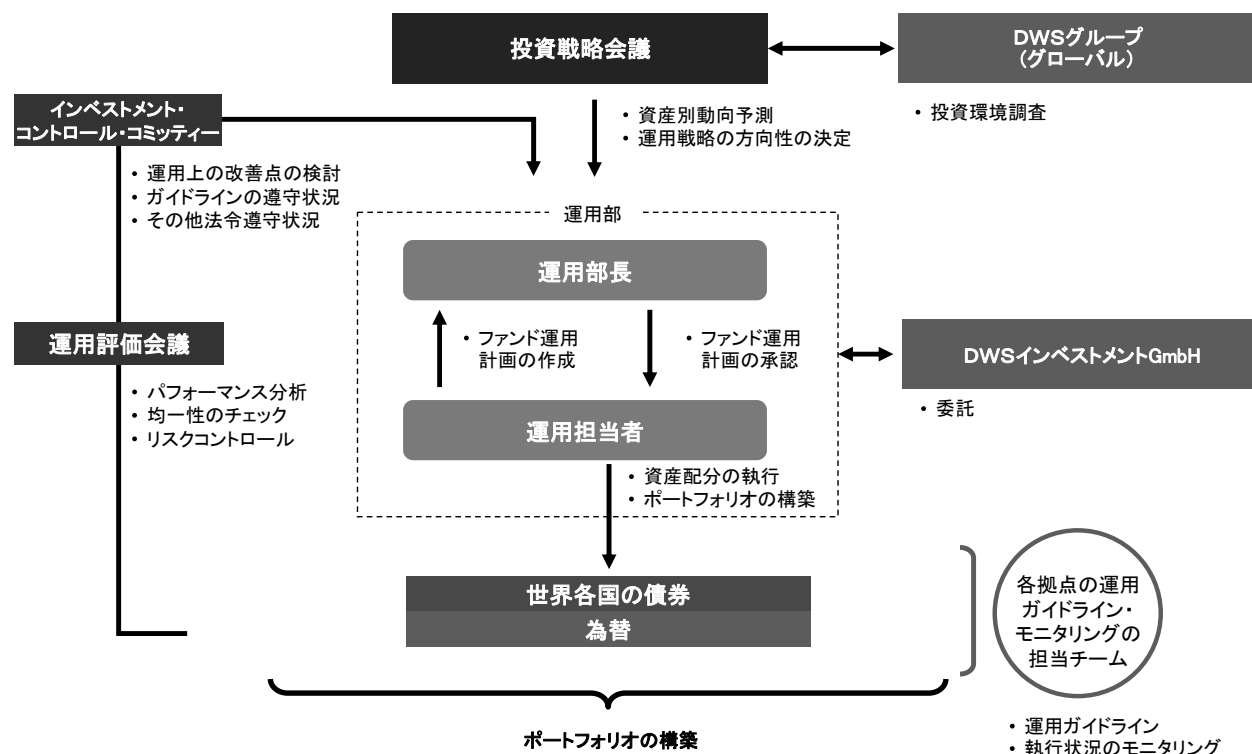 投資戦略会議
DWSグループ
(グローバル)
・投資環境調査
・資産別動向予測
・運用戦略の方向性の決定
インベストメント・
コントロール・コミッティー
・運用上の改善点の検討
・ガイドラインの遵守状況
・その他法令遵守状況
運用部
運用部長
・ファンド運用
計画の作成
・ファンド運用
計画の承認
運用担当者
・資産配分の執行
・ポートフォリオの構築
運用評価会議
・パフォーマンス分析
・均一性のチェック
・リスクコントロール
DWSインベストメントGmbH
・委託
世界各国の債券
為替
各拠点の運用
ガイドライン・
モニタリングの
担当チーム
・運用ガイドライン
・執行状況のモニタリング
ポートフォリオの構築